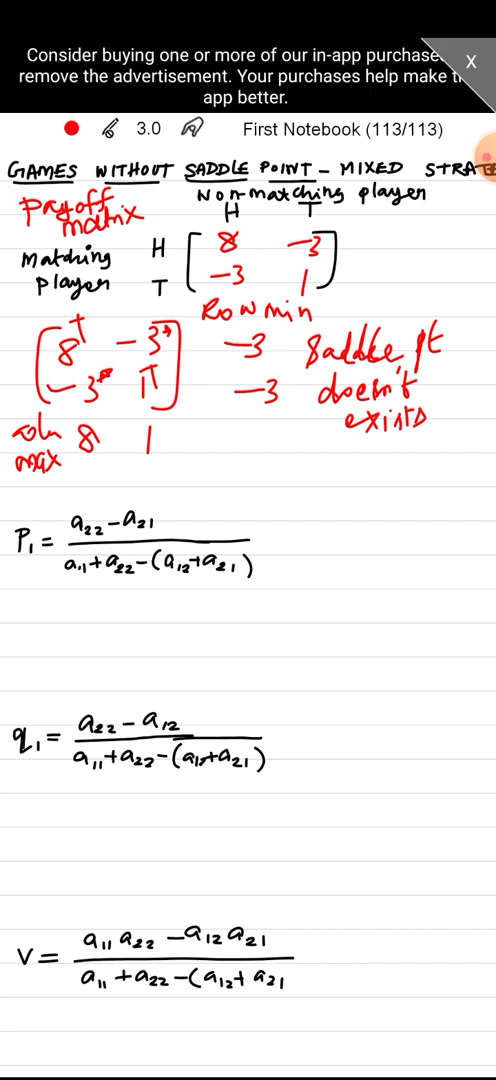 Consider buying one or more of our in-app purchase
remove the advertisement. Your purchases help make t
app better.
X
3.0 First Notebook (113/113)
GAMES WITHOUT SADDLE POINT - MIXED STRATE
Payoff matrix
Non-matching player
H T
Matching player
H [ 8 -3 ]
T [ -3 1 ]
Row min
[ 8† -3* ] -3 Saddle pt
[ -3* 1† ] -3 doesn't
exists
coln max 8 1
P₁ = (a₂₂ - a₂₁) / (a₁₁ + a₂₂ - (a₁₂ + a₂₁))
q₁ = (a₂₂ - a₁₂) / (a₁₁ + a₂₂ - (a₁₂ + a₂₁))
V = (a₁₁ a₂₂ - a₁₂ a₂₁) / (a₁₁ + a₂₂ - (a₁₂ + a₂₁